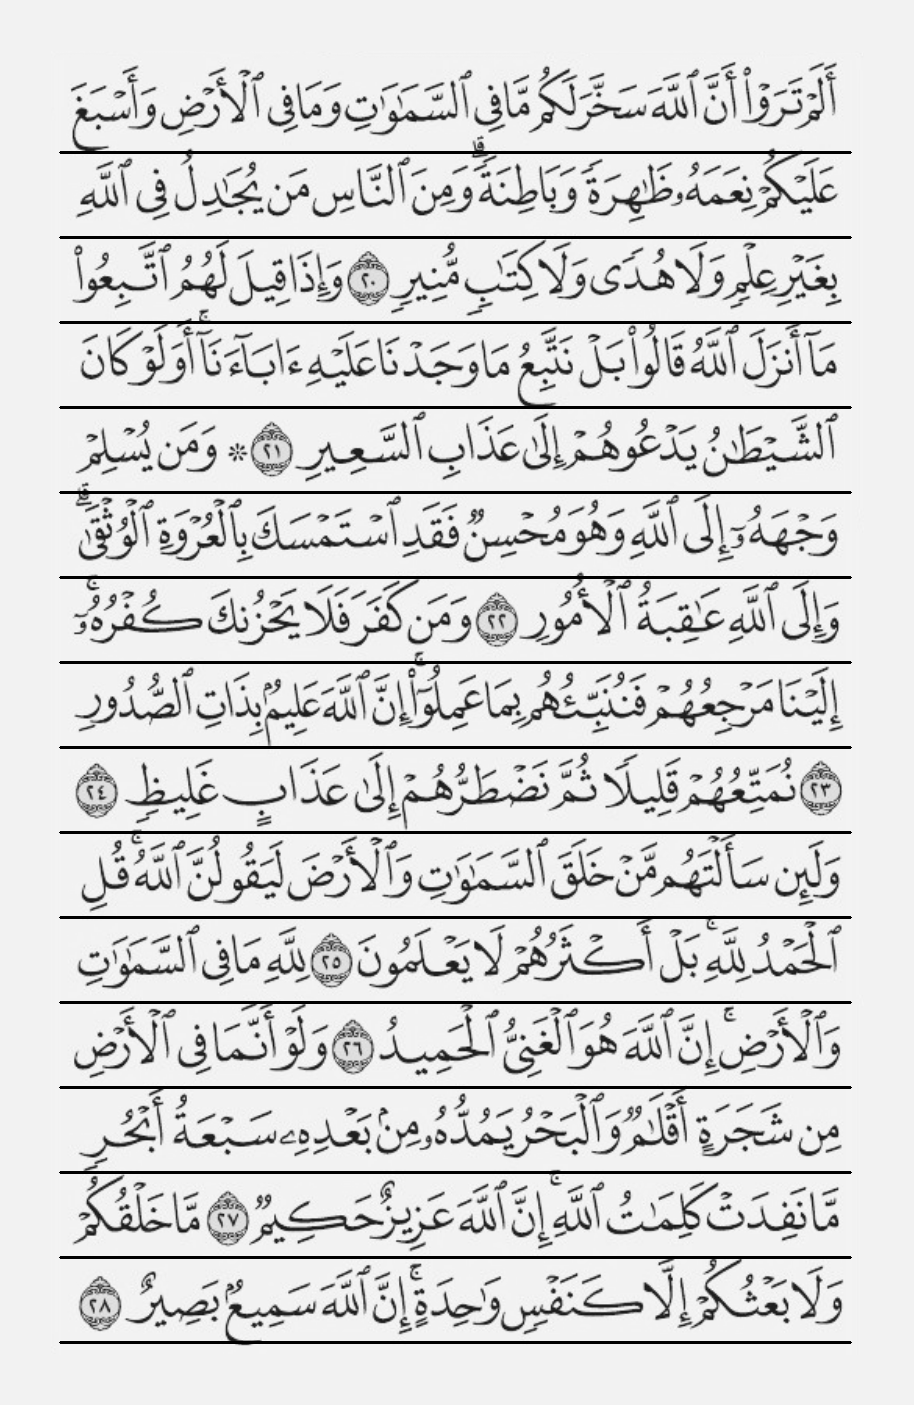 أَلَمۡ تَرَوۡاْ أَنَّ ٱللَّهَ سَخَّرَ لَكُم مَّا فِي ٱلسَّمَٰوَٰتِ وَمَا فِي ٱلۡأَرۡضِ وَأَسۡبَغَ
عَلَيۡكُمۡ نِعَمَهُۥ ظَٰهِرَةٗ وَبَاطِنَةٗۗ وَمِنَ ٱلنَّاسِ مَن يُجَٰدِلُ فِي ٱللَّهِ
بِغَيۡرِ عِلۡمٖ وَلَا هُدٗى وَلَا كِتَٰبٖ مُّنِيرٖ ٢٠ وَإِذَا قِيلَ لَهُمُ ٱتَّبِعُواْ
مَآ أَنزَلَ ٱللَّهُ قَالُواْ بَلۡ نَتَّبِعُ مَا وَجَدۡنَا عَلَيۡهِ ءَابَآءَنَآۚ أَوَلَوۡ كَانَ
ٱلشَّيۡطَٰنُ يَدۡعُوهُمۡ إِلَىٰ عَذَابِ ٱلسَّعِيرِ ٢١ ۞ وَمَن يُسۡلِمۡ
وَجۡهَهُۥٓ إِلَى ٱللَّهِ وَهُوَ مُحۡسِنٞ فَقَدِ ٱسۡتَمۡسَكَ بِٱلۡعُرۡوَةِ ٱلۡوُثۡقَىٰۗ
وَإِلَى ٱللَّهِ عَٰقِبَةُ ٱلۡأُمُورِ ٢٢ وَمَن كَفَرَ فَلَا يَحۡزُنكَ كُفۡرُهُۥٓۚ
إِلَيۡنَا مَرۡجِعُهُمۡ فَنُنَبِّئُهُم بِمَا عَمِلُوٓاْۚ إِنَّ ٱللَّهَ عَلِيمُۢ بِذَاتِ ٱلصُّدُورِ
٢٣ نُمَتِّعُهُمۡ قَلِيلٗا ثُمَّ نَضۡطَرُّهُمۡ إِلَىٰ عَذَابٍ غَلِيظٖ ٢٤
وَلَئِن سَأَلۡتَهُم مَّنۡ خَلَقَ ٱلسَّمَٰوَٰتِ وَٱلۡأَرۡضَ لَيَقُولُنَّ ٱللَّهُۚ قُلِ
ٱلۡحَمۡدُ لِلَّهِۚ بَلۡ أَكۡثَرُهُمۡ لَا يَعۡلَمُونَ ٢٥ لِلَّهِ مَا فِي ٱلسَّمَٰوَٰتِ
وَٱلۡأَرۡضِۚ إِنَّ ٱللَّهَ هُوَ ٱلۡغَنِيُّ ٱلۡحَمِيدُ ٢٦ وَلَوۡ أَنَّمَا فِي ٱلۡأَرۡضِ
مِن شَجَرَةٍ أَقۡلَٰمٞ وَٱلۡبَحۡرُ يَمُدُّهُۥ مِنۢ بَعۡدِهِۦ سَبۡعَةُ أَبۡحُرٖ
مَّا نَفِدَتۡ كَلِمَٰتُ ٱللَّهِۚ إِنَّ ٱللَّهَ عَزِيزٌ حَكِيمٞ ٢٧ مَّا خَلۡقُكُمۡ
وَلَا بَعۡثُكُمۡ إِلَّا كَنَفۡسٖ وَٰحِدَةٍۚ إِنَّ ٱللَّهَ سَمِيعُۢ بَصِيرٌ ٢٨